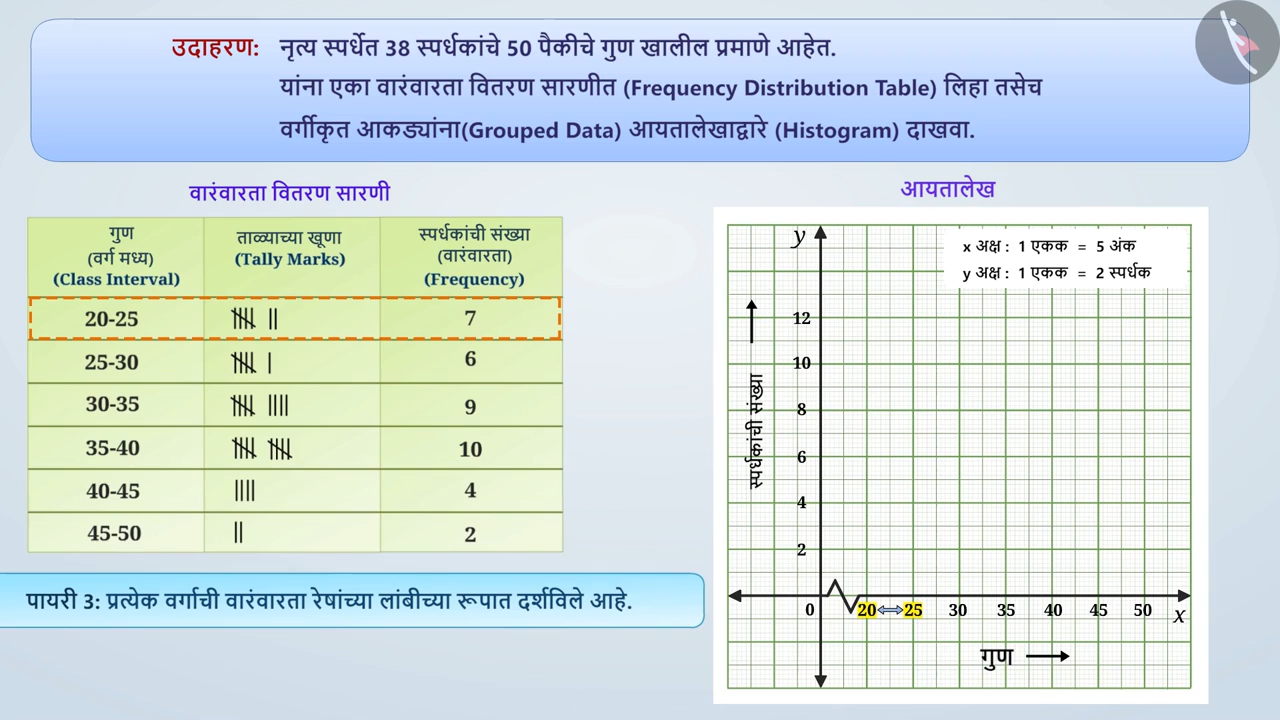 उदाहरण: नृत्य स्पर्धेत 38 स्पर्धकांचे 50 पैकीचे गुण खालील प्रमाणे आहेत.
यांना एका वारंवारता वितरण सारणीत (Frequency Distribution Table) लिहा तसेच
वर्गीकृत आकड्यांना(Grouped Data) आयतालेखाद्वारे (Histogram) दाखवा.
वारंवारता वितरण सारणी
गुण (वर्ग मध्य) (Class Interval) ताळ्याच्या खूणा (Tally Marks) स्पर्धकांची संख्या (वारंवारता) (Frequency)
20-25 7
25-30 6
30-35 9
35-40 10
40-45 4
45-50 2
पायरी 3: प्रत्येक वर्गाची वारंवारता रेषांच्या लांबीच्या रूपात दर्शविले आहे.
आयतालेख
x अक्ष : 1 एकक = 5 अंक
y अक्ष : 1 एकक = 2 स्पर्धक
y
12
10
8
6
4
2
स्पर्धकांची संख्या
0 20 25 30 35 40 45 50 x
गुण